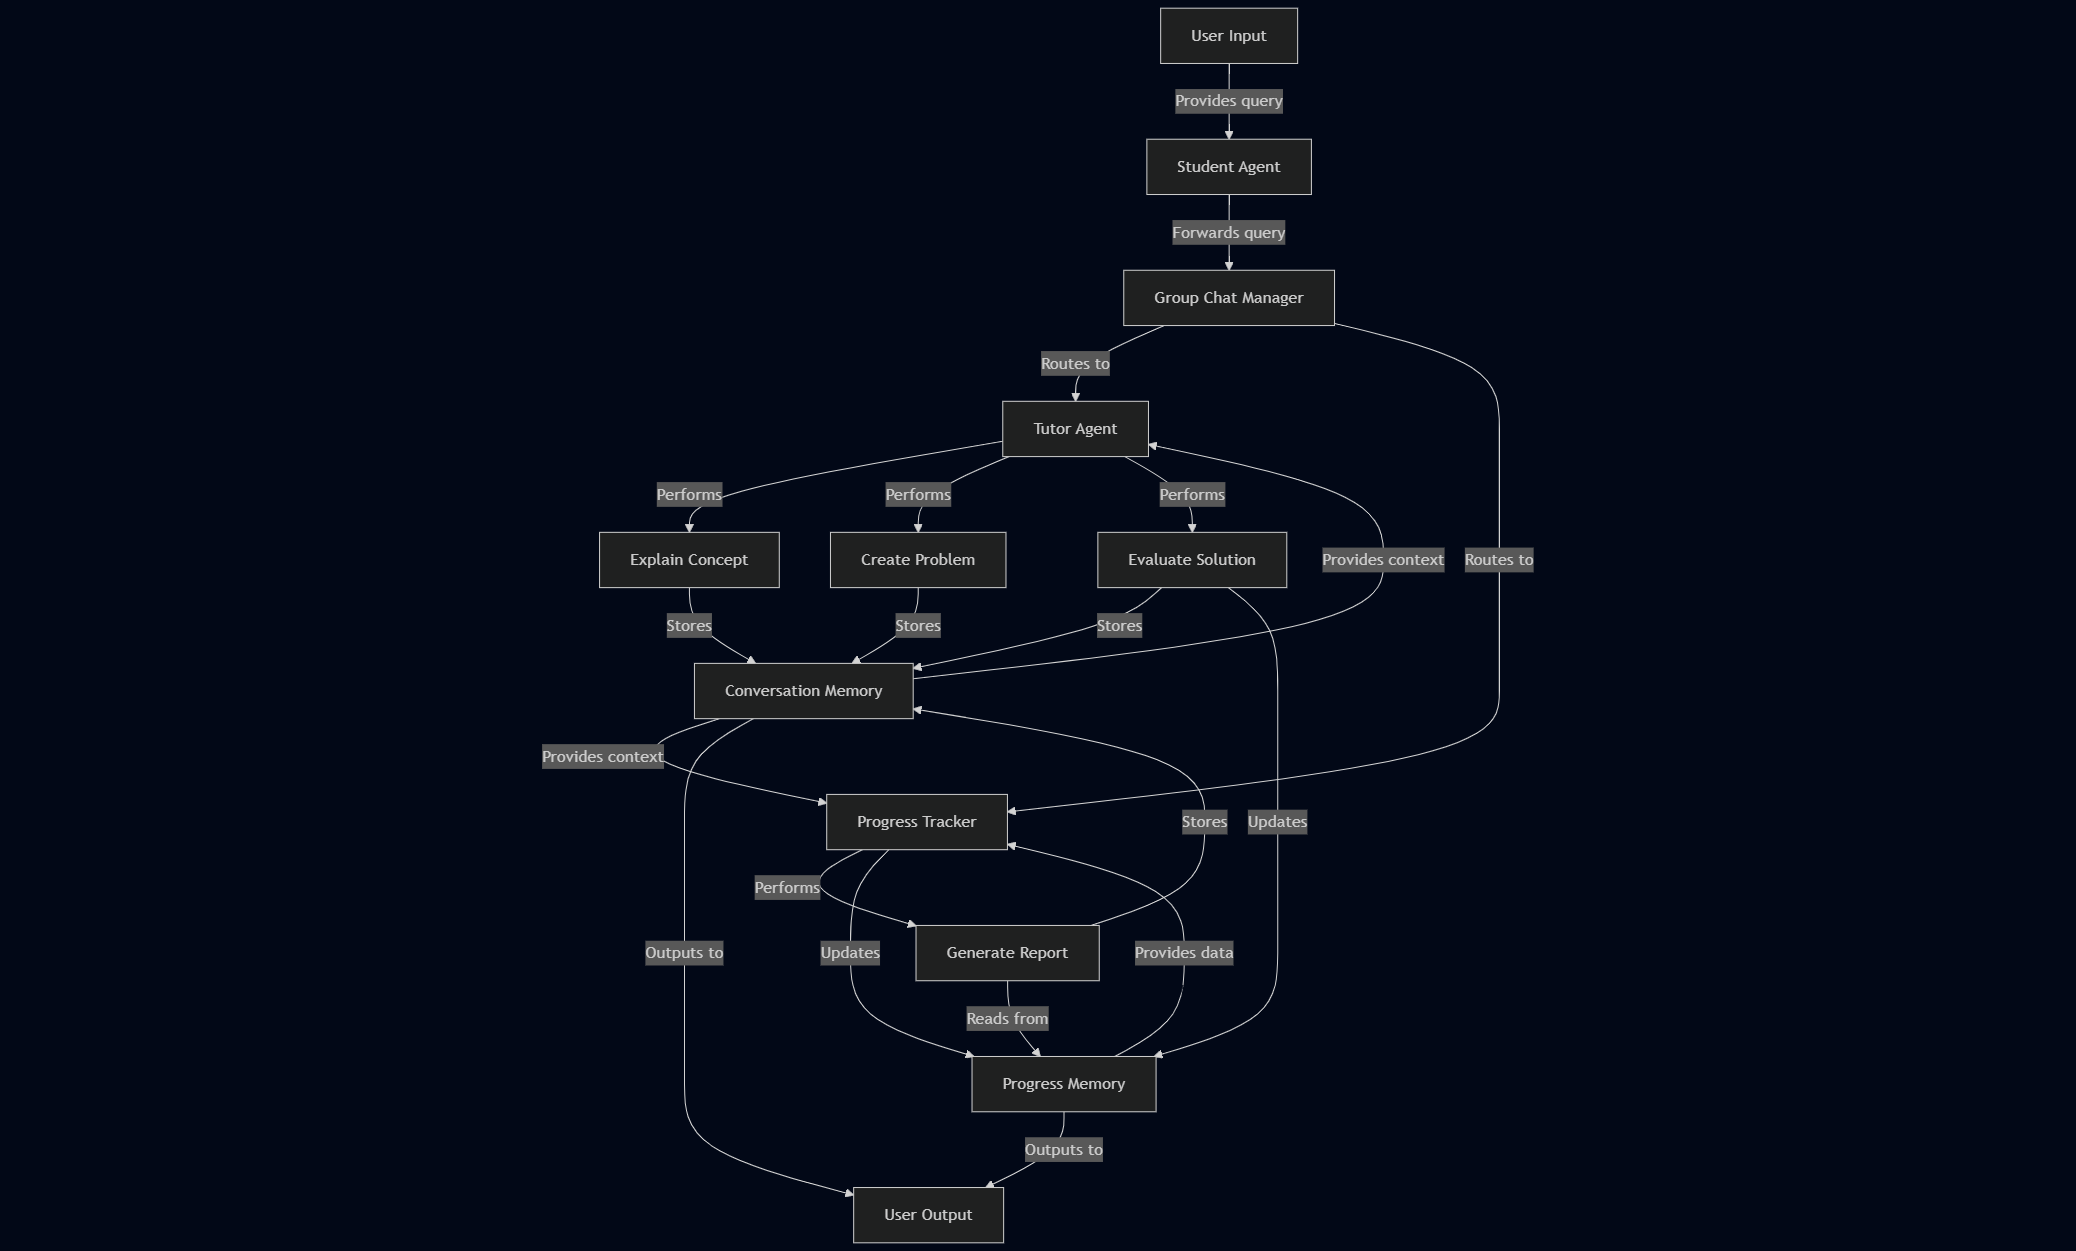 User Input
Provides query
Student Agent
Forwards query
Group Chat Manager
Routes to
Tutor Agent
Performs
Performs
Performs
Explain Concept
Create Problem
Evaluate Solution
Provides context
Routes to
Stores
Stores
Stores
Conversation Memory
Provides context
Progress Tracker
Stores
Updates
Performs
Outputs to
Updates
Generate Report
Provides data
Reads from
Progress Memory
Outputs to
User Output